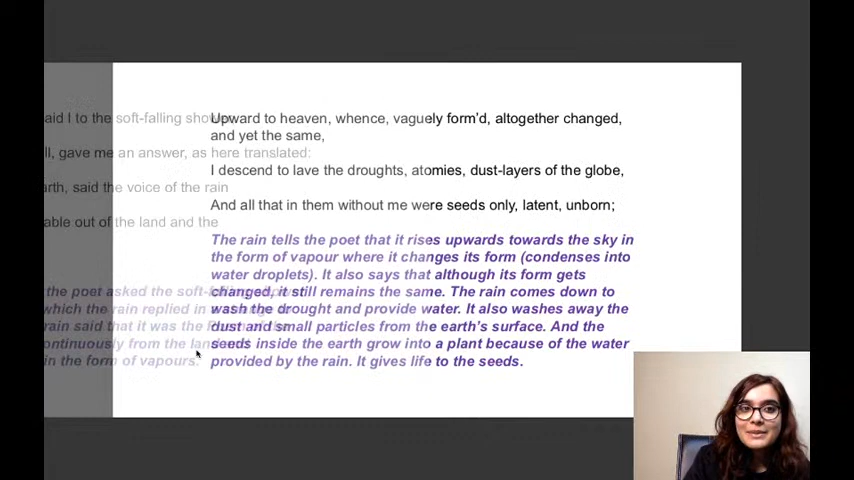 aid I to the soft-falling shower,
ll, gave me an answer, as here translated:
arth, said the voice of the rain
able out of the land and the
the poet asked the soft-falling
which the rain replied in
rain said that it was the
ontinuously from the land
in the form of vapours.
Upward to heaven, whence, vaguely form'd, altogether changed,
and yet the same,
I descend to lave the droughts, atomies, dust-layers of the globe,
And all that in them without me were seeds only, latent, unborn;
The rain tells the poet that it rises upwards towards the sky in
the form of vapour where it changes its form (condenses into
water droplets). It also says that although its form gets
changed, it still remains the same. The rain comes down to
wash the drought and provide water. It also washes away the
dust and small particles from the earth's surface. And the
seeds inside the earth grow into a plant because of the water
provided by the rain. It gives life to the seeds.